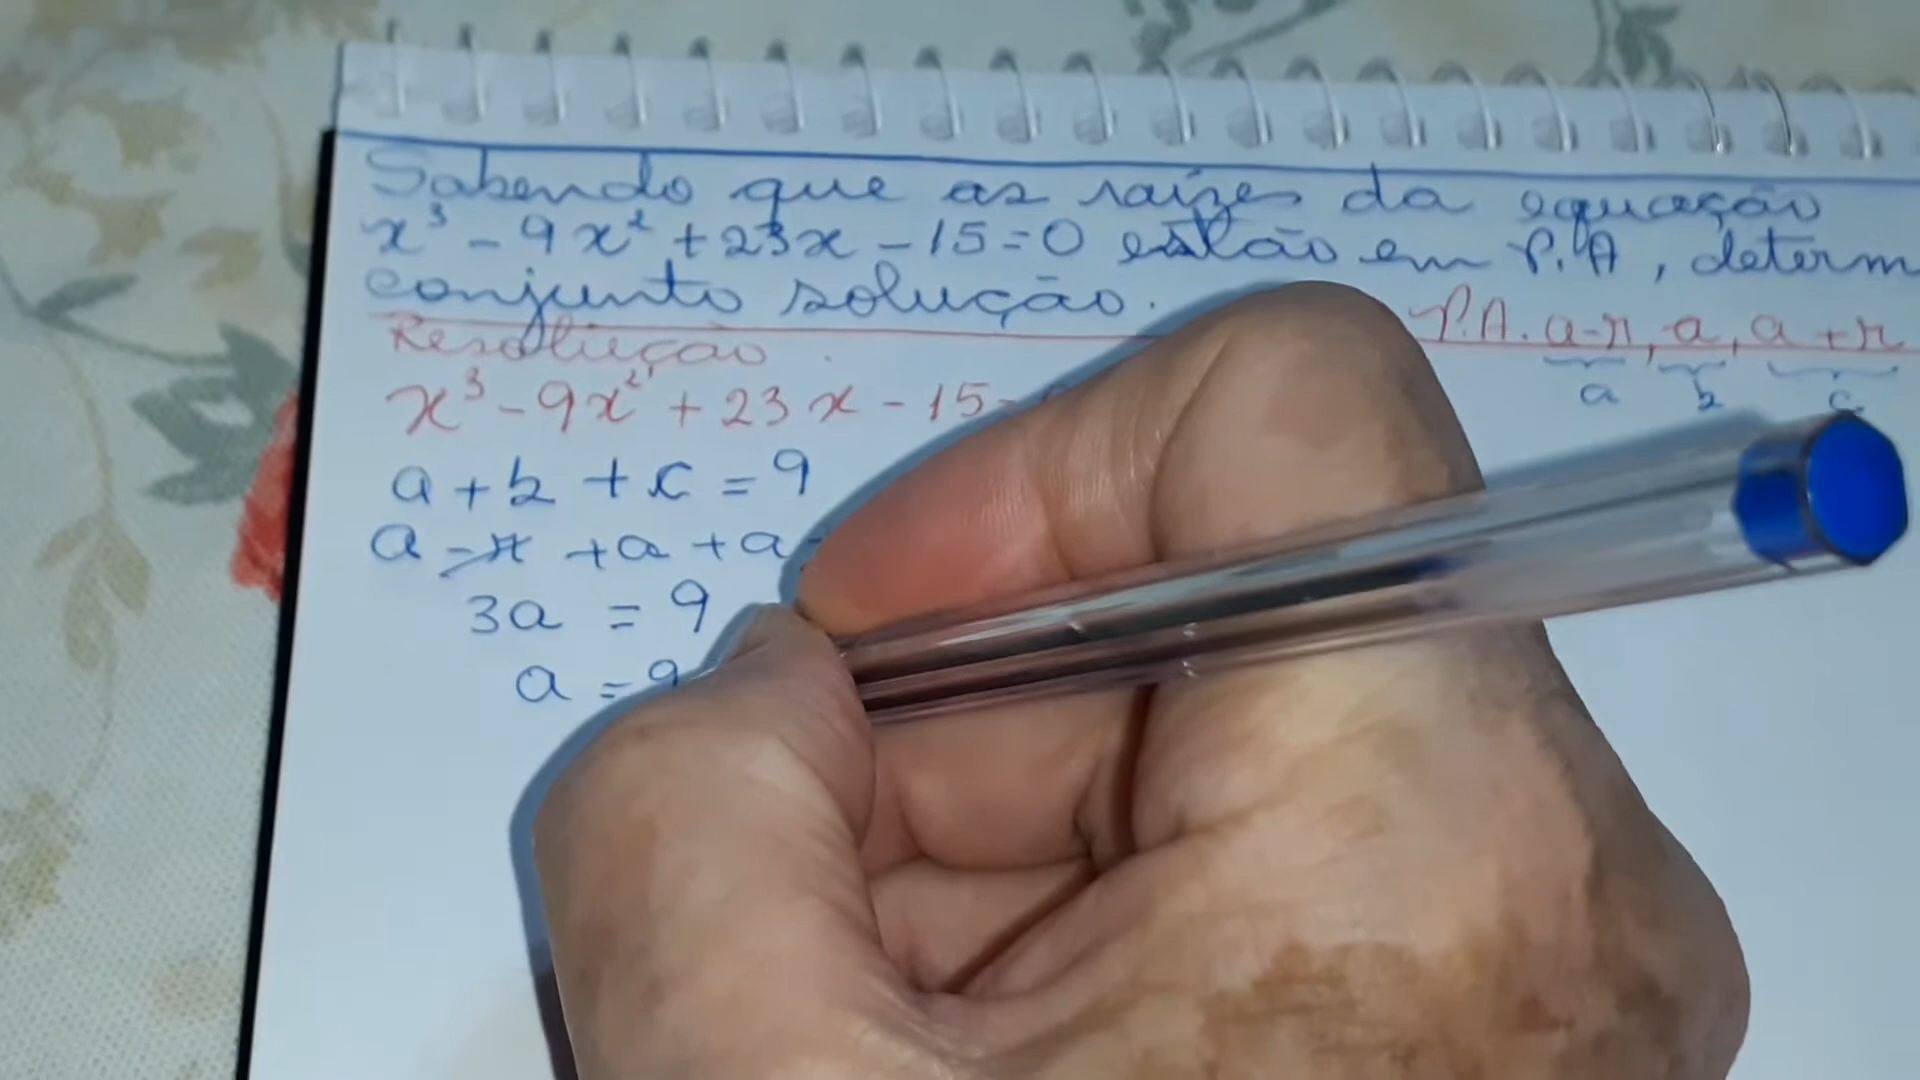 Sabendo que as raízes da equação
x³ - 9x² + 23x - 15 = 0 estão em P.A, determ
conjunto solução.
Resolução
P.A. a-r, a, a+r
a b c
x³ - 9x² + 23x - 15
a + b + c = 9
a - r + a + a
3a = 9
a = 9